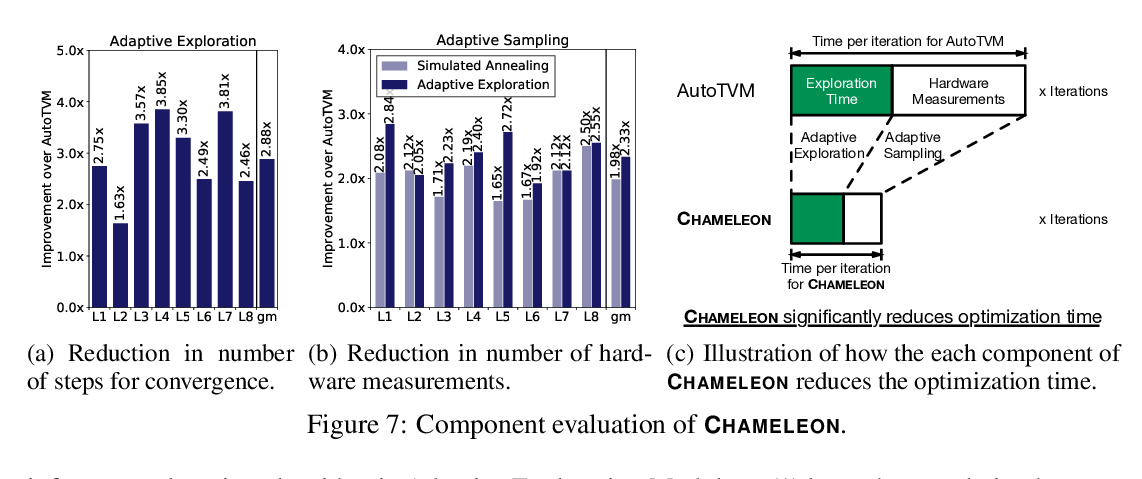 Adaptive Exploration
Improvement over AutoTVM
5.0x
4.0x
3.0x
2.0x
1.0x
0.0x
2.75x
1.63x
3.57x
3.85x
3.30x
2.49x
3.81x
2.46x
2.88x
L1 L2 L3 L4 L5 L6 L7 L8 gm
(a) Reduction in number
of steps for convergence.
Adaptive Sampling
Simulated Annealing
Adaptive Exploration
Improvement over AutoTVM
4.0x
3.0x
2.0x
1.0x
0.0x
2.08x
2.84x
2.12x
2.05x
1.71x
2.23x
2.19x
2.40x
1.65x
2.72x
1.67x
1.92x
2.12x
2.12x
2.50x
2.55x
1.98x
2.33x
L1 L2 L3 L4 L5 L6 L7 L8 gm
(b) Reduction in number of hard-
ware measurements.
Time per iteration for AutoTVM
AutoTVM
Exploration
Time
Hardware
Measurements
x Iterations
Adaptive
Exploration
Adaptive
Sampling
CHAMELEON
x Iterations
Time per iteration
for CHAMELEON
CHAMELEON significantly reduces optimization time
(c) Illustration of how the each component of
CHAMELEON reduces the optimization time.
Figure 7: Component evaluation of CHAMELEON.